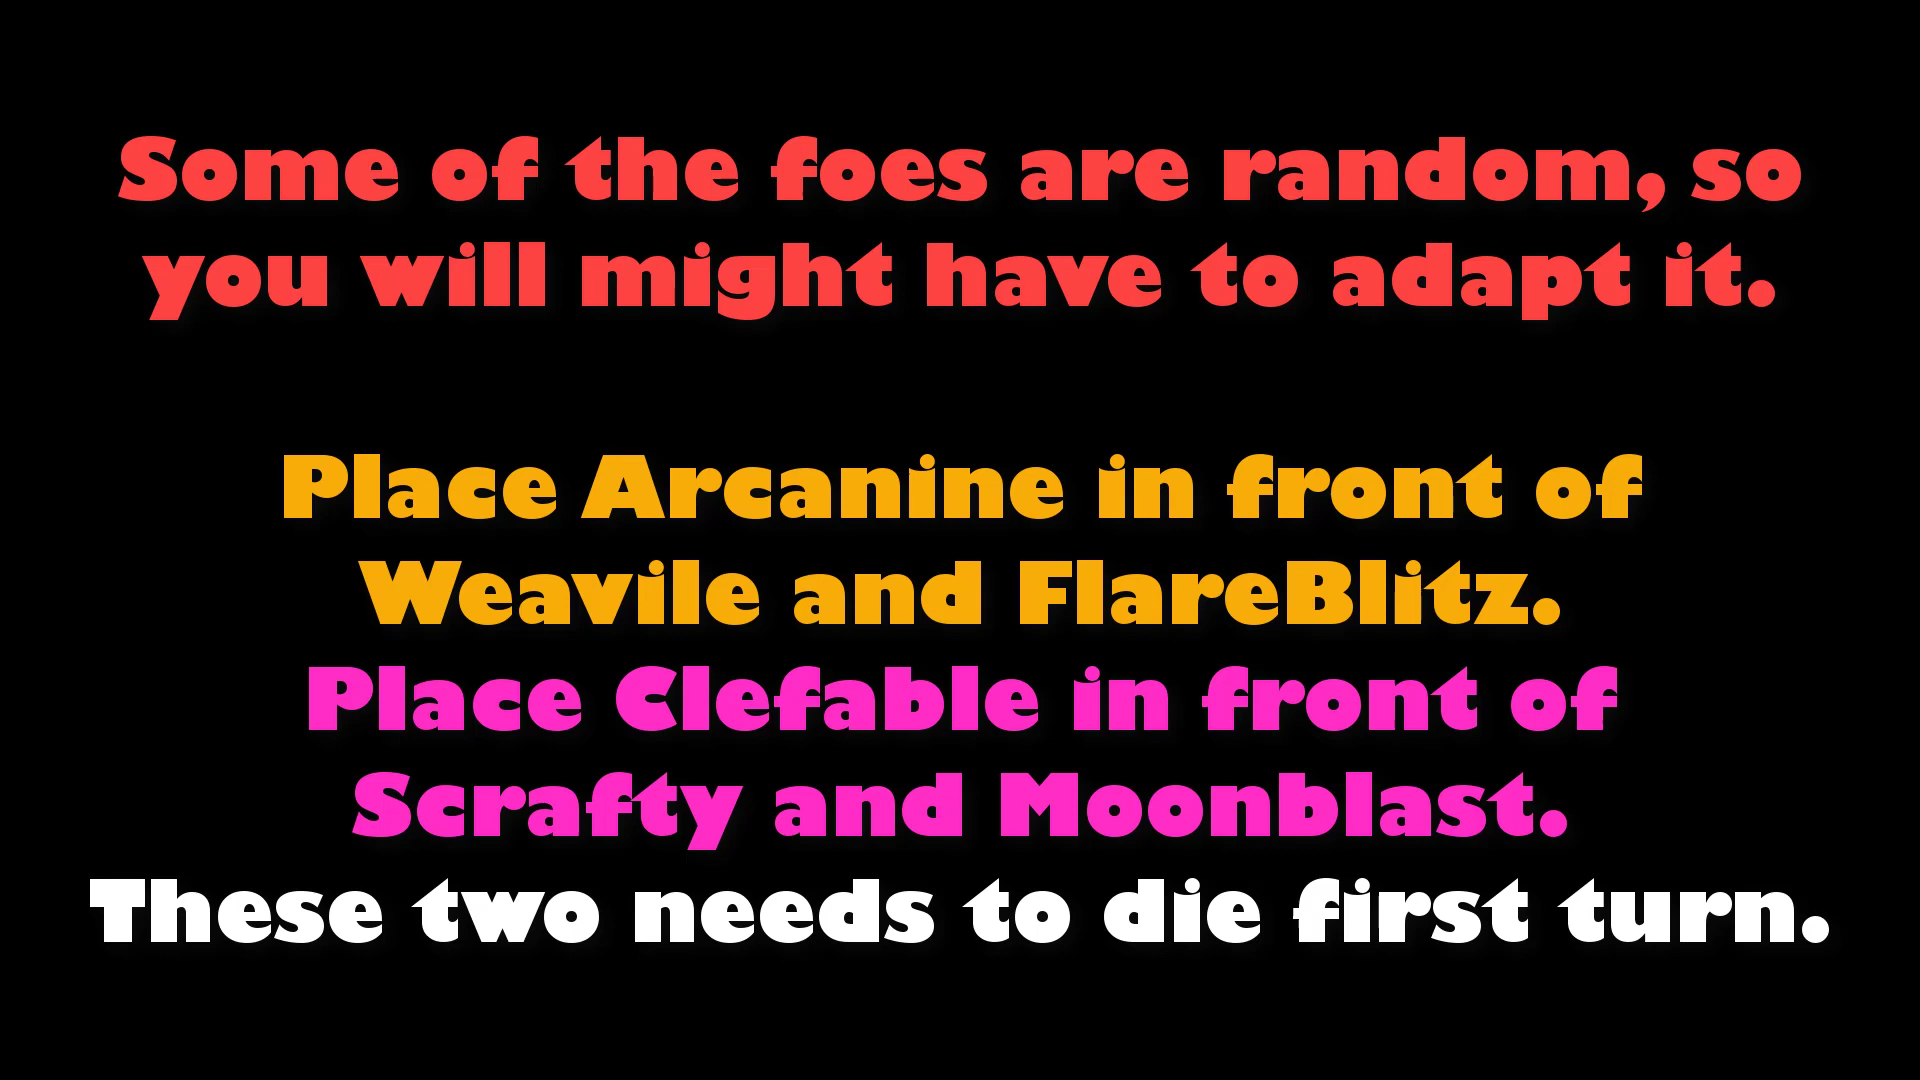 Some of the foes are random, so
you will might have to adapt it.
Place Arcanine in front of
Weavile and FlareBlitz.
Place Clefable in front of
Scrafty and Moonblast.
These two needs to die first turn.